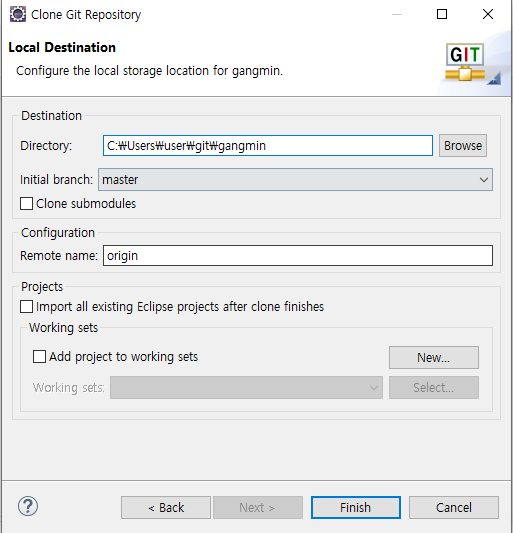 Clone Git Repository
Local Destination
Configure the local storage location for gangmin.
GIT
Destination
Directory: C:₩Users₩user₩git₩gangmin Browse
Initial branch: master
Clone submodules
Configuration
Remote name: origin
Projects
Import all existing Eclipse projects after clone finishes
Working sets
Add project to working sets New...
Working sets: Select...
? < Back Next > Finish Cancel